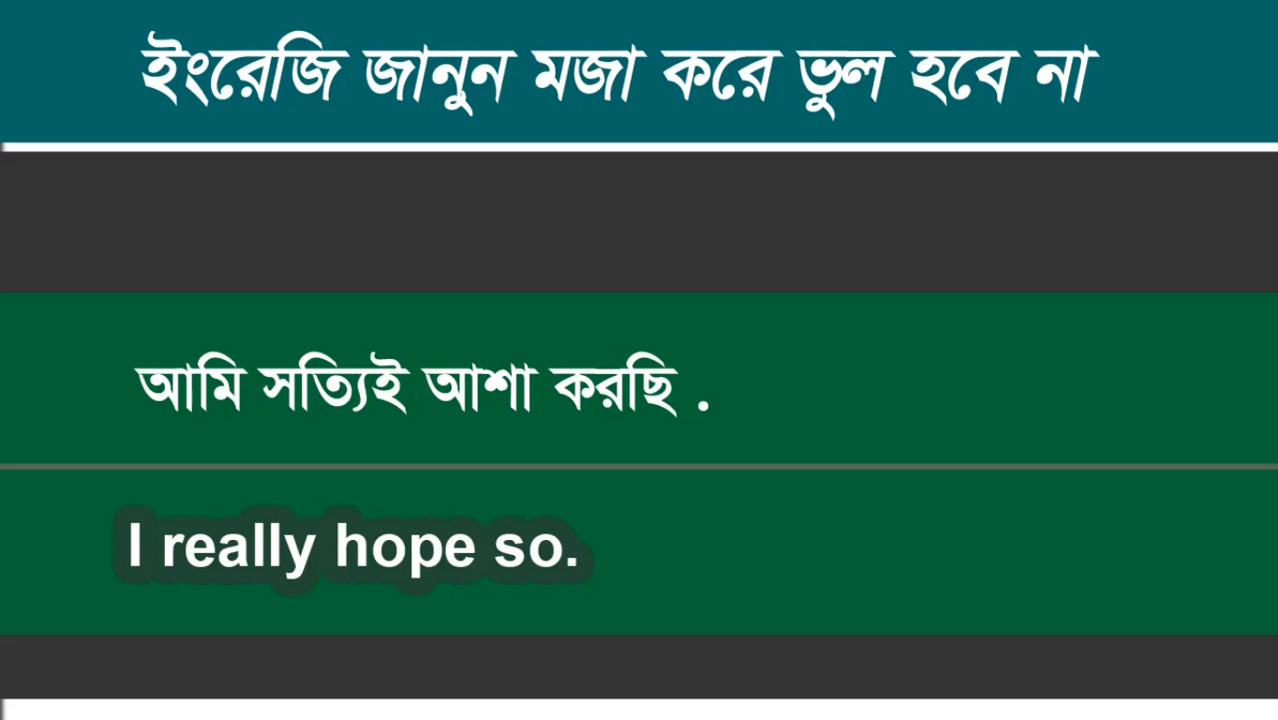 ইংরেজি জানুন মজা করে ভুল হবে না
আমি সত্যিই আশা করছি .
I really hope so.